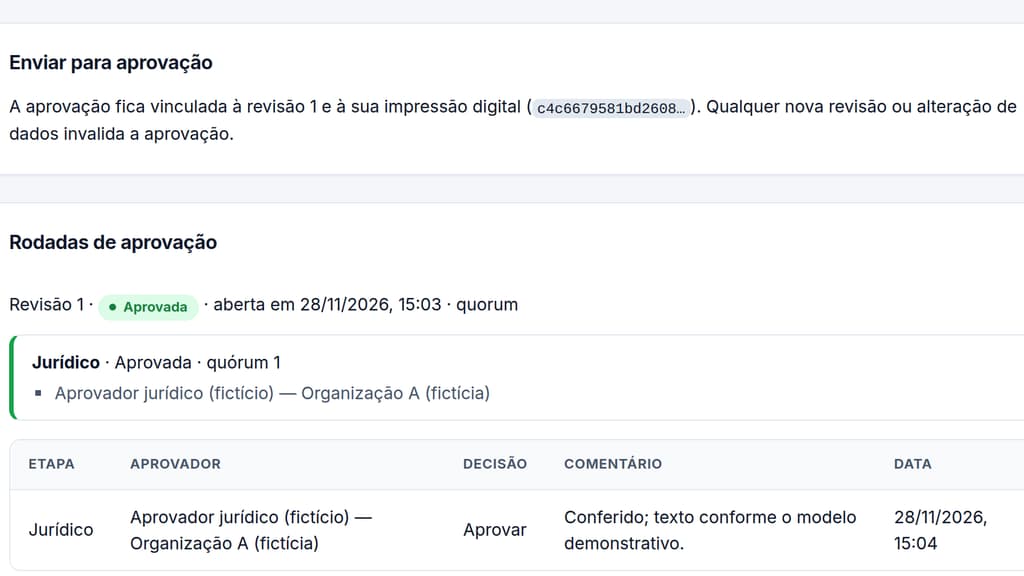 Enviar para aprovação
A aprovação fica vinculada à revisão 1 e à sua impressão digital (c4c6679581bd2608…). Qualquer nova revisão ou alteração de
dados invalida a aprovação.
Rodadas de aprovação
Revisão 1 · Aprovada · aberta em 28/11/2026, 15:03 · quorum
Jurídico · Aprovada · quórum 1
Aprovador jurídico (fictício) — Organização A (fictícia)
ETAPA APROVADOR DECISÃO COMENTÁRIO DATA
Jurídico Aprovador jurídico (fictício) — Organização A (fictícia) Aprovar Conferido; texto conforme o modelo demonstrativo. 28/11/2026, 15:04